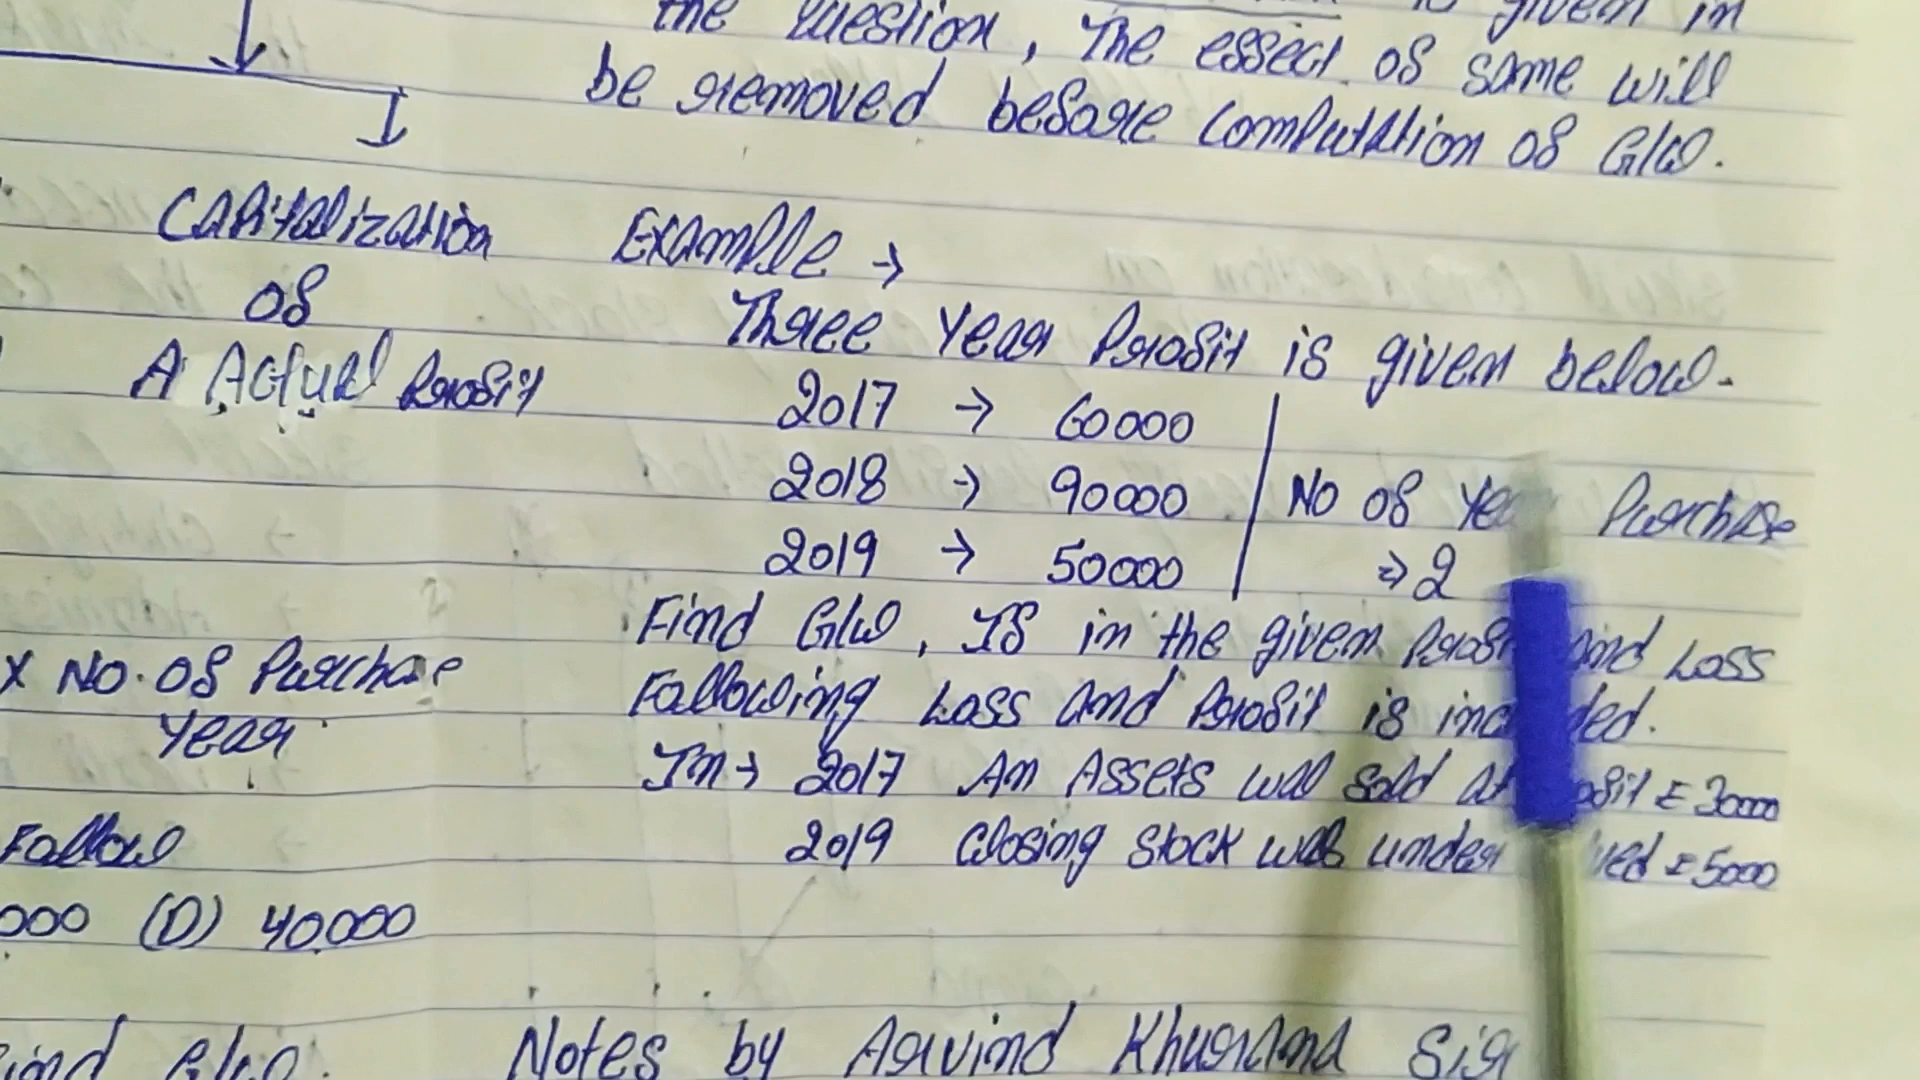 the Question, The effect of same will
be removed before computation of G/W.
Capitalization
of
A Actual Profit
X No. of Purchase
Year
Follow
000 (D) 40,000
Find G/W.
Example →
Three Year Profit is given below.
2017 → 60000
2018 → 90000
2019 → 50000
No of Year Purchase
⇒ 2
Find G/W, If in the given Profit and Loss
Following Loss and Profit is included.
In → 2017 An Assets was sold at Profit = 30000
2019 Closing Stock was under = 5000
Notes by Arvind Khurana Sir